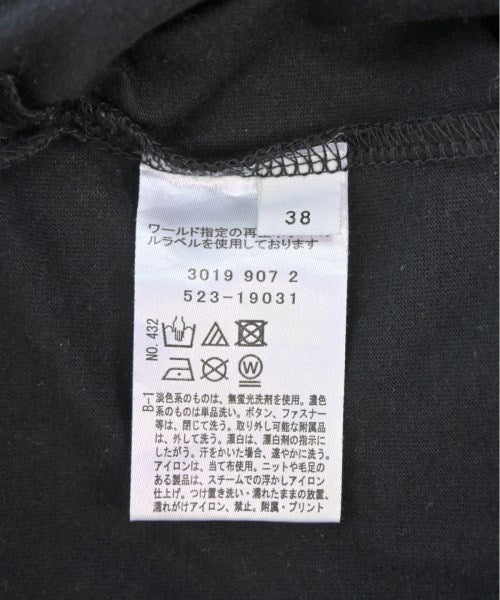 38
ワールド指定の再
ルラベルを使用しております
3019 907 2
523-19031
NO. 432
W
B-1
淡色系のものは、無蛍光洗剤を使用。濃色
系のものは単品洗い。ボタン、ファスナー
等は、閉じて洗う。取り外し可能な附属品
は、外して洗う。漂白は、漂白剤の指示に
したがう。汗をかいた場合、速やかに洗う。
アイロンは、当て布使用。ニットや毛足の
ある製品は、スチームでの浮かしアイロン
仕上げ。つけ置き洗い・濡れたままの放置、
濡れがけアイロン、禁止。附属・プリント